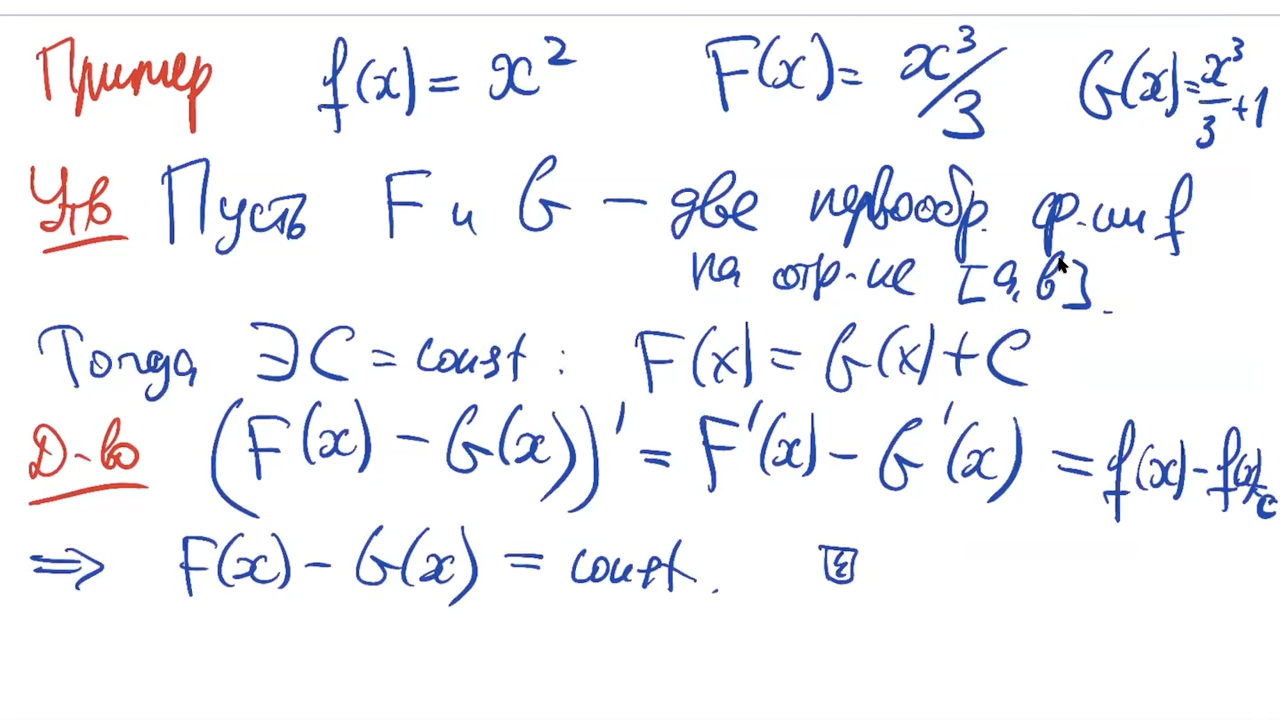 Пример f(x) = x² F(x) = x³/3 G(x) = x³/3 + 1
Утв Пусть F и G — две первообр. ф-ии f
на отр-ке [a, b].
Тогда ∃ C = const : F(x) = G(x) + C
Д-во (F(x) - G(x))' = F'(x) - G'(x) = f(x) - f(x)
⇒ F(x) - G(x) = const.